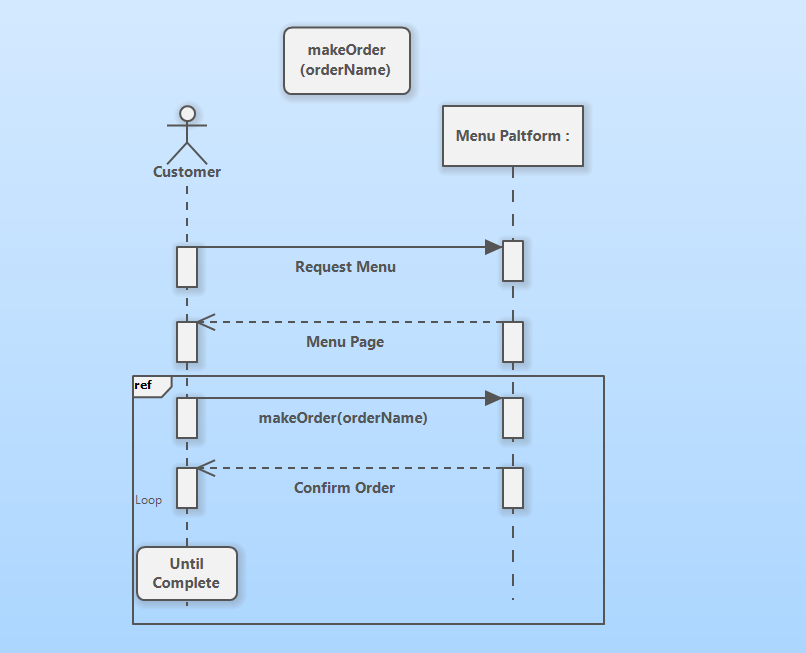 makeOrder
(orderName)
Customer
Menu Paltform :
Request Menu
Menu Page
ref
makeOrder(orderName)
Confirm Order
Loop
Until
Complete